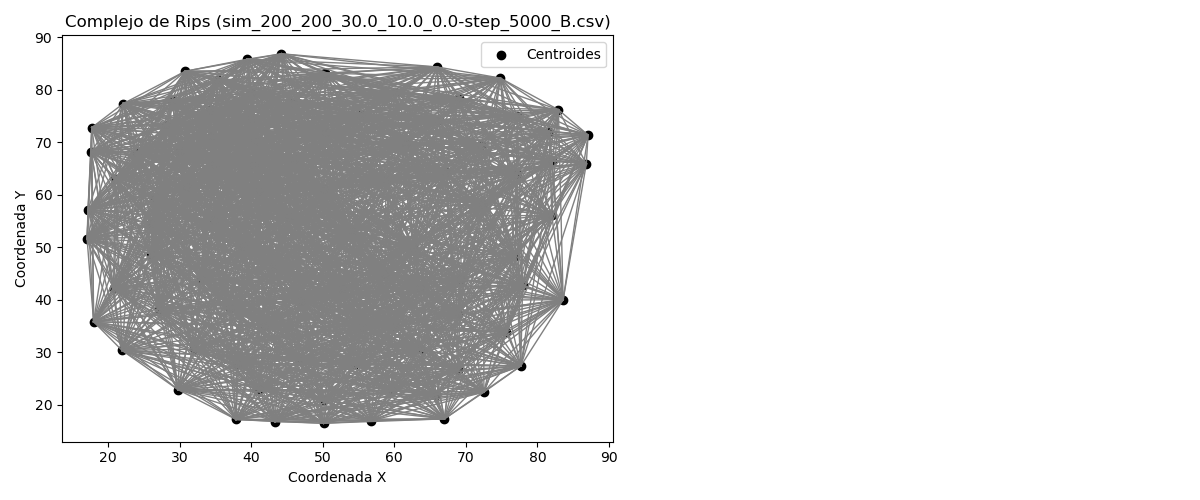 Complejo de Rips (sim_200_200_30.0_10.0_0.0-step_5000_B.csv)
Centroides
90
80
70
60
50
40
30
20
Coordenada Y
20 30 40 50 60 70 80 90
Coordenada X